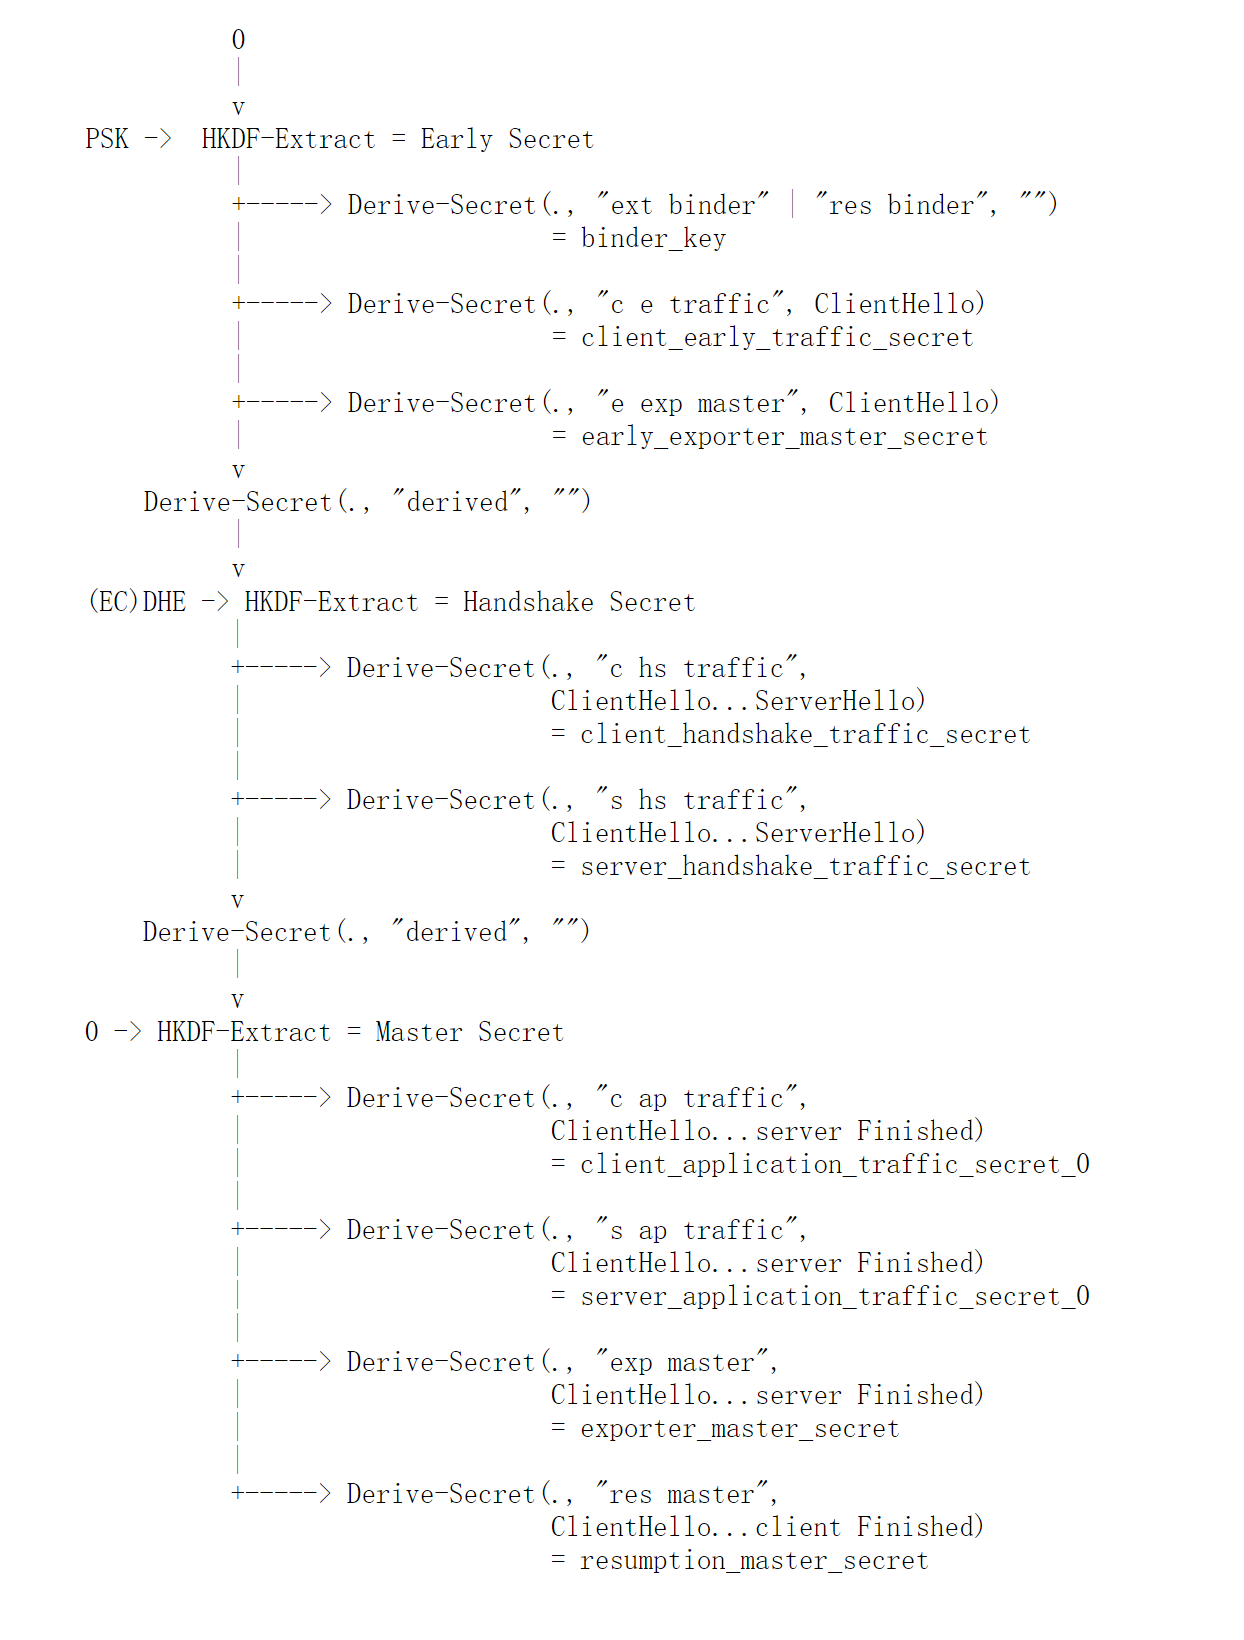 0
|
v
PSK ->  HKDF-Extract = Early Secret
|
+-----> Derive-Secret(., "ext binder" | "res binder", "")
|                     = binder_key
|
+-----> Derive-Secret(., "c e traffic", ClientHello)
|                     = client_early_traffic_secret
|
+-----> Derive-Secret(., "e exp master", ClientHello)
|                     = early_exporter_master_secret
v
Derive-Secret(., "derived", "")
|
v
(EC)DHE -> HKDF-Extract = Handshake Secret
|
+-----> Derive-Secret(., "c hs traffic",
|                     ClientHello...ServerHello)
|                     = client_handshake_traffic_secret
|
+-----> Derive-Secret(., "s hs traffic",
|                     ClientHello...ServerHello)
|                     = server_handshake_traffic_secret
v
Derive-Secret(., "derived", "")
|
v
0 -> HKDF-Extract = Master Secret
|
+-----> Derive-Secret(., "c ap traffic",
|                     ClientHello...server Finished)
|                     = client_application_traffic_secret_0
|
+-----> Derive-Secret(., "s ap traffic",
|                     ClientHello...server Finished)
|                     = server_application_traffic_secret_0
|
+-----> Derive-Secret(., "exp master",
|                     ClientHello...server Finished)
|                     = exporter_master_secret
|
+-----> Derive-Secret(., "res master",
ClientHello...client Finished)
= resumption_master_secret